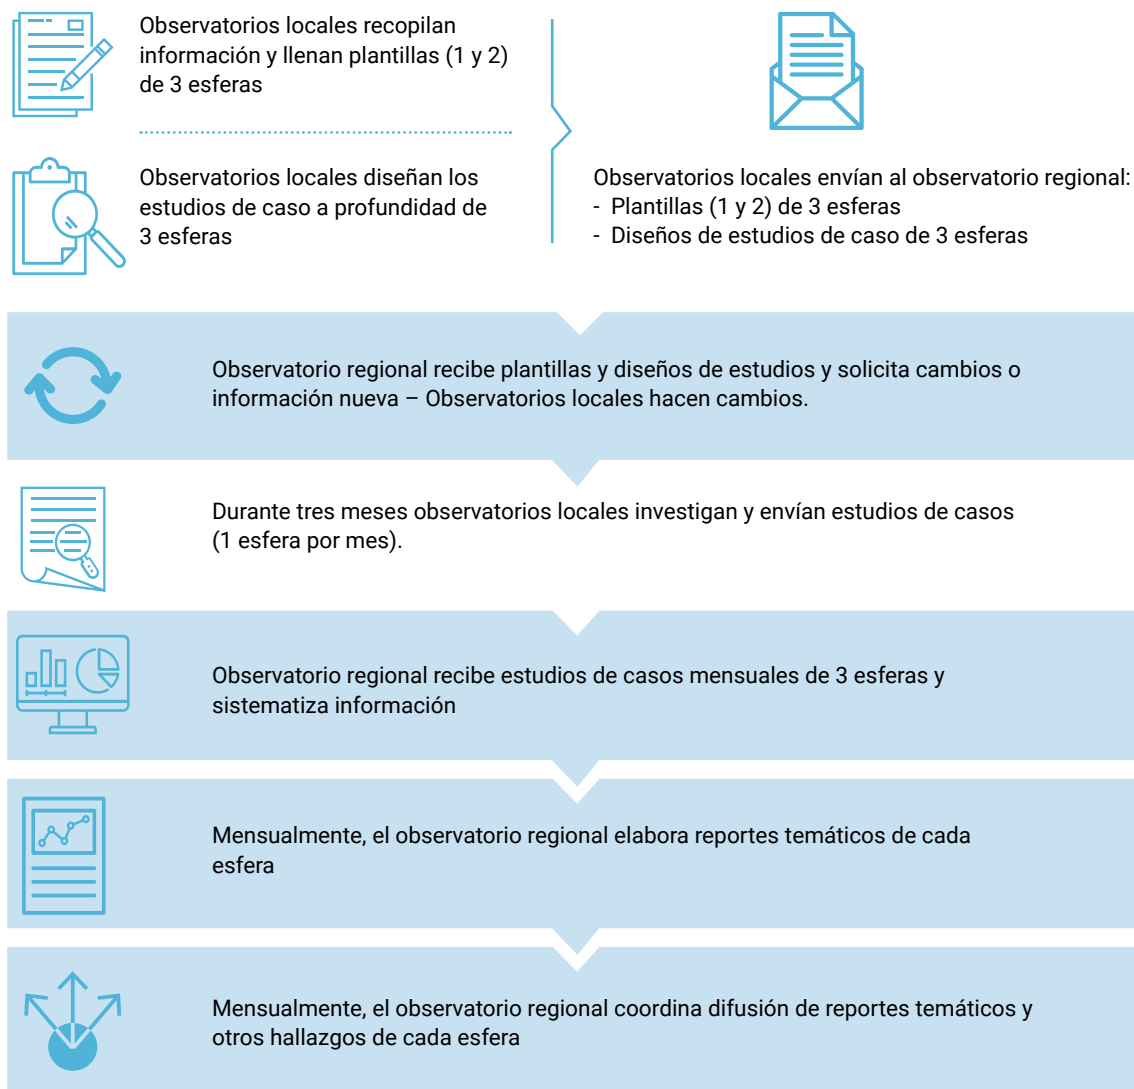 Observatorios locales recopilan
información y llenan plantillas (1 y 2)
de 3 esferas
Observatorios locales diseñan los
estudios de caso a profundidad de
3 esferas
Observatorios locales envían al observatorio regional:
- Plantillas (1 y 2) de 3 esferas
- Diseños de estudios de caso de 3 esferas
Observatorio regional recibe plantillas y diseños de estudios y solicita cambios o
información nueva – Observatorios locales hacen cambios.
Durante tres meses observatorios locales investigan y envían estudios de casos
(1 esfera por mes).
Observatorio regional recibe estudios de casos mensuales de 3 esferas y
sistematiza información
Mensualmente, el observatorio regional elabora reportes temáticos de cada
esfera
Mensualmente, el observatorio regional coordina difusión de reportes temáticos y
otros hallazgos de cada esfera